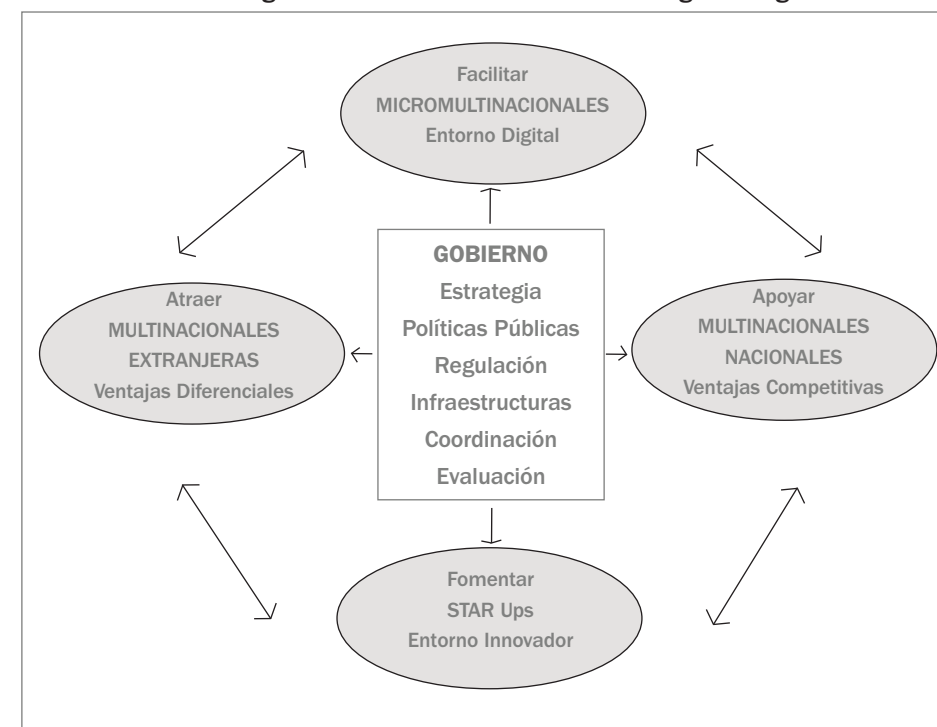 Facilitar
MICROMULTINACIONALES
Entorno Digital
Atraer
MULTINACIONALES
EXTRANJERAS
Ventajas Diferenciales
GOBIERNO
Estrategia
Políticas Públicas
Regulación
Infraestructuras
Coordinación
Evaluación
Apoyar
MULTINACIONALES
NACIONALES
Ventajas Competitivas
Fomentar
STAR Ups
Entorno Innovador